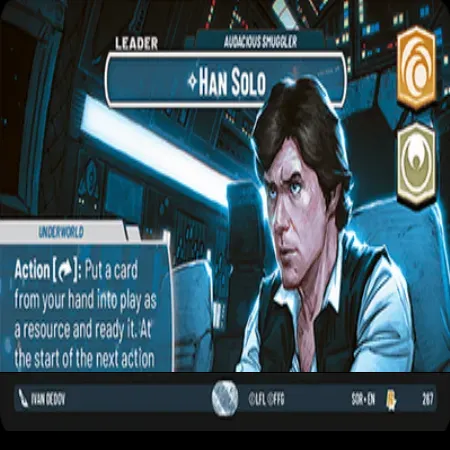 LEADER
AUDACIOUS SMUGGLER
✧HAN SOLO
UNDERWORLD
Action [↷]: Put a card
from your hand into play as
a resource and ready it. At
the start of the next action
IVAN DEDOV
©LFL ©FFG
SOR • EN
267